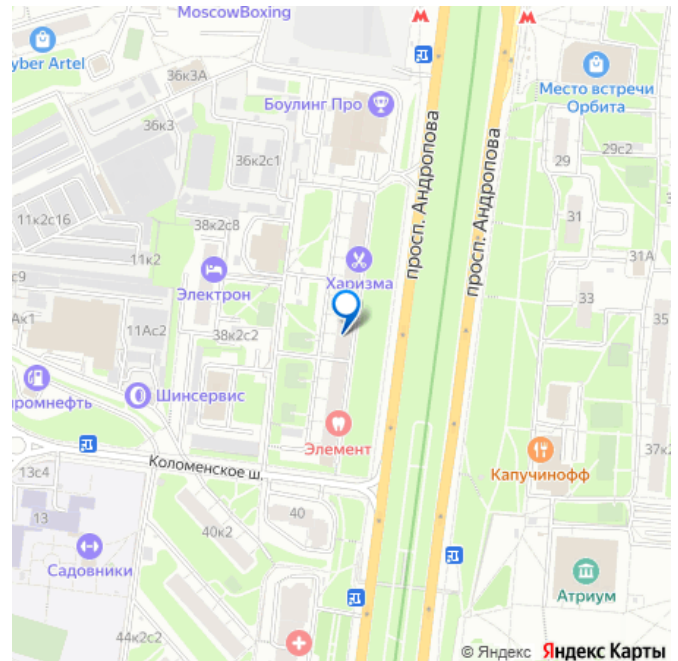 MoscowBoxing
yber Artel
36к3А
Место встречи
Орбита
Боулинг Про
36к3
просп. Андропова
просп. Андропова
29с2
29
36к2с1
11к2с16
38к2с8
31
11к2
31А
Харизма
с9
Электрон
33
Ак1
11Ас2
38к2с2
35
промнефть
Шинсервис
Элемент
37к2
Коломенское ш.
Капучинофф
13с4
13
40
40к2
Садовники
Атриум
44к2с2
© Яндекс Яндекс Карты